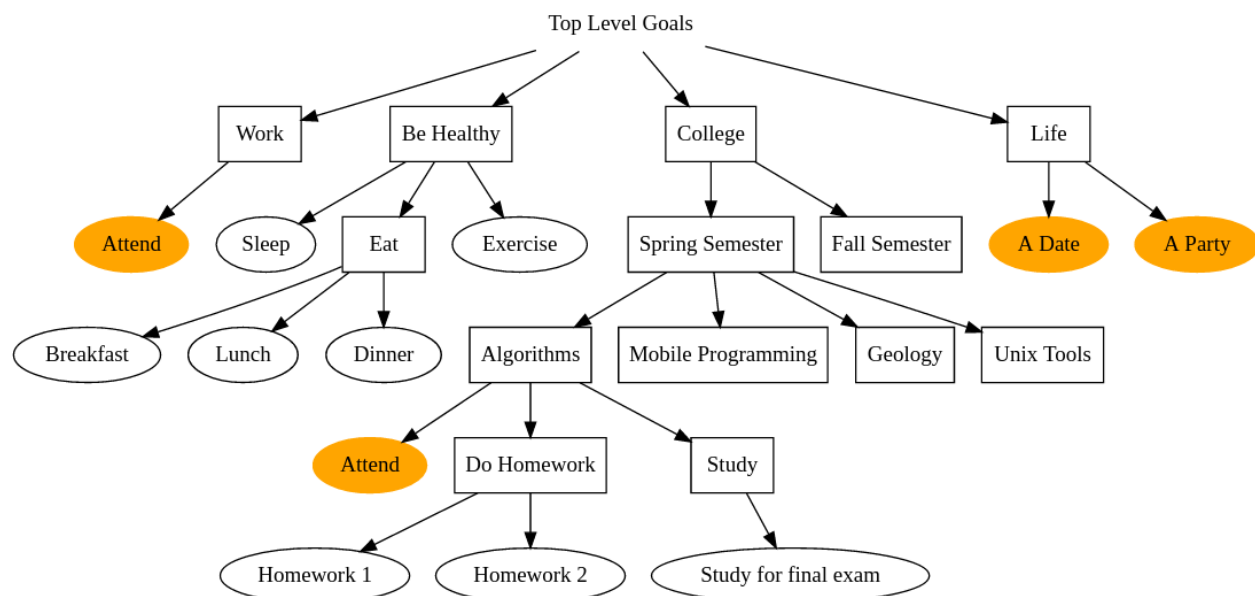 Top Level Goals
Work
Be Healthy
College
Life
Attend
Sleep
Eat
Exercise
Spring Semester
Fall Semester
A Date
A Party
Breakfast
Lunch
Dinner
Algorithms
Mobile Programming
Geology
Unix Tools
Attend
Do Homework
Study
Homework 1
Homework 2
Study for final exam